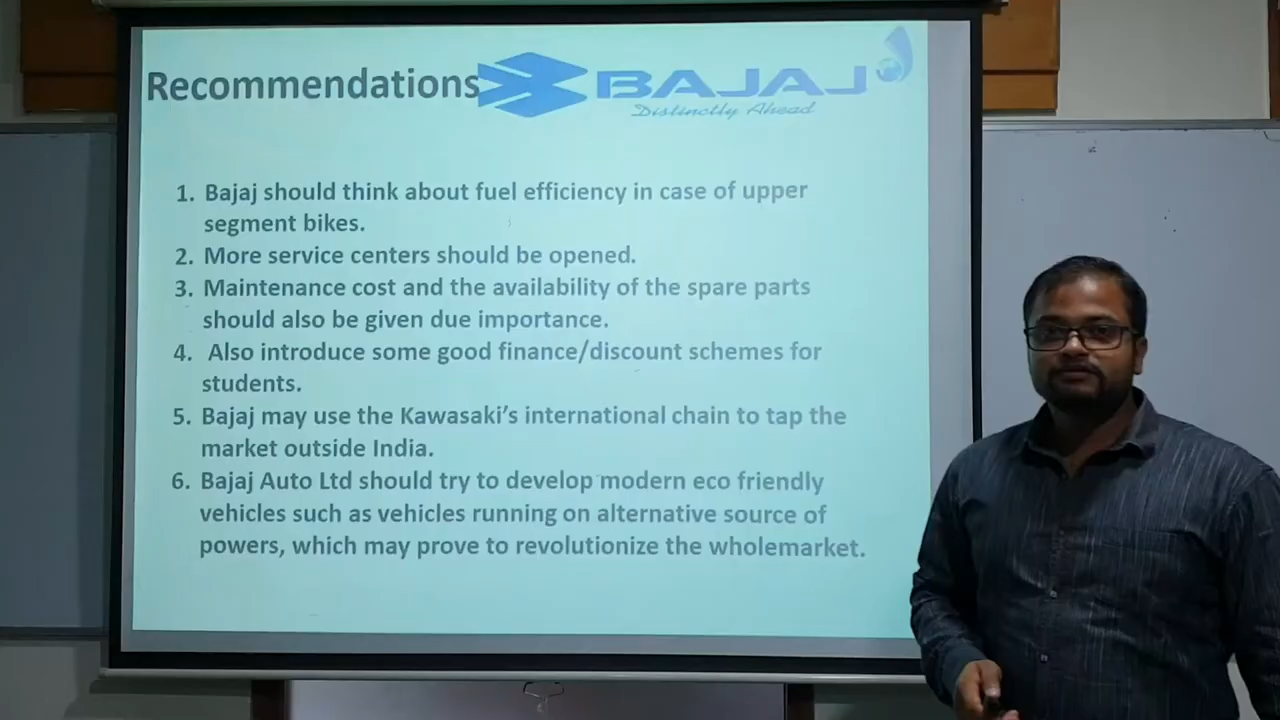 Recommendations
BAJAJ
Distinctly Ahead
1. Bajaj should think about fuel efficiency in case of upper
segment bikes.
2. More service centers should be opened.
3. Maintenance cost and the availability of the spare parts
should also be given due importance.
4. Also introduce some good finance/discount schemes for
students.
5. Bajaj may use the Kawasaki’s international chain to tap the
market outside India.
6. Bajaj Auto Ltd should try to develop modern eco friendly
vehicles such as vehicles running on alternative source of
powers, which may prove to revolutionize the wholemarket.